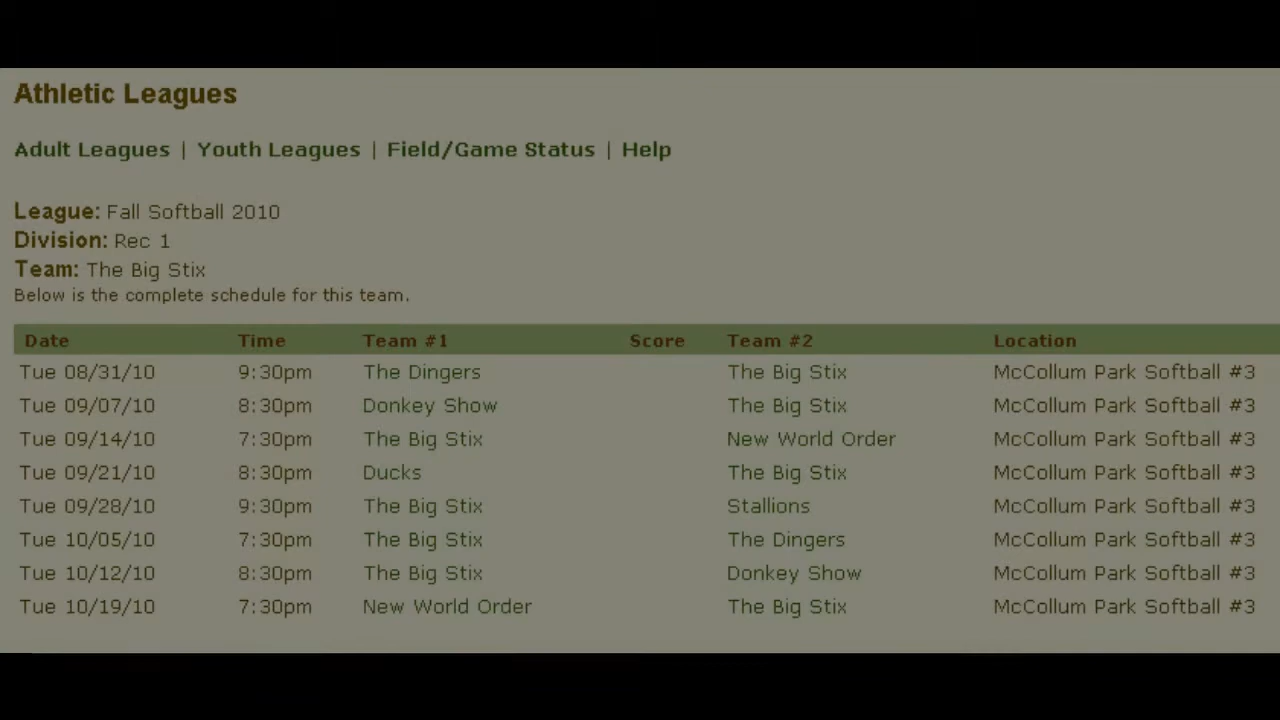 Athletic Leagues
Adult Leagues | Youth Leagues | Field/Game Status | Help
League: Fall Softball 2010
Division: Rec 1
Team: The Big Stix
Below is the complete schedule for this team.
Date Time Team #1 Score Team #2 Location
Tue 08/31/10 9:30pm The Dingers The Big Stix McCollum Park Softball #3
Tue 09/07/10 8:30pm Donkey Show The Big Stix McCollum Park Softball #3
Tue 09/14/10 7:30pm The Big Stix New World Order McCollum Park Softball #3
Tue 09/21/10 8:30pm Ducks The Big Stix McCollum Park Softball #3
Tue 09/28/10 9:30pm The Big Stix Stallions McCollum Park Softball #3
Tue 10/05/10 7:30pm The Big Stix The Dingers McCollum Park Softball #3
Tue 10/12/10 8:30pm The Big Stix Donkey Show McCollum Park Softball #3
Tue 10/19/10 7:30pm New World Order The Big Stix McCollum Park Softball #3